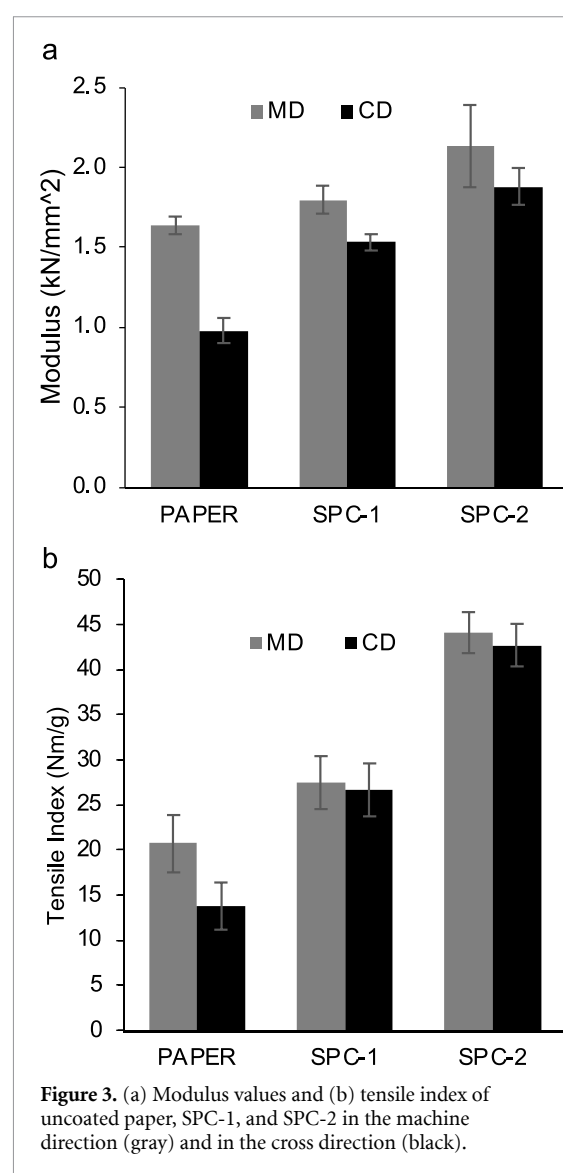 a
2.5
MD CD
2.0
1.5
1.0
0.5
0.0
Modulus (kN/mm^2)
PAPER SPC-1 SPC-2
b
50
45
MD CD
40
35
30
25
20
15
10
5
0
Tensile Index (Nm/g)
PAPER SPC-1 SPC-2
Figure 3. (a) Modulus values and (b) tensile index of
uncoated paper, SPC-1, and SPC-2 in the machine
direction (gray) and in the cross direction (black).